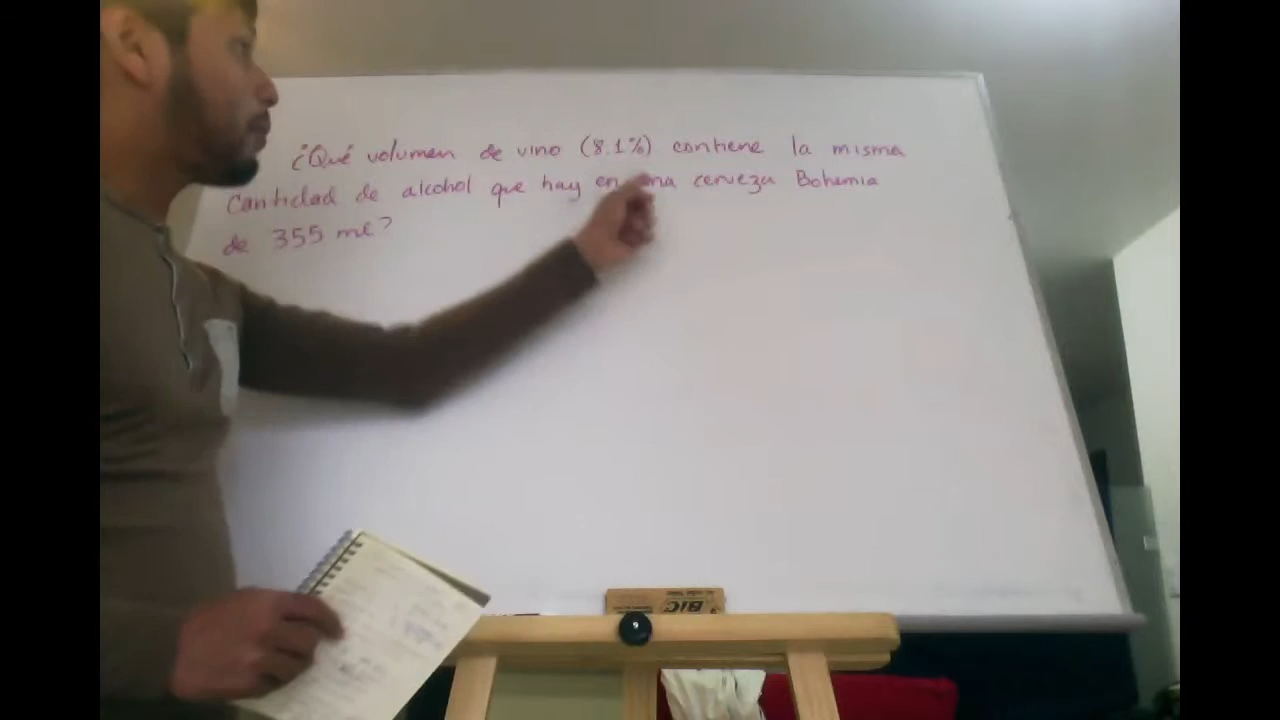 ¿Qué volumen de vino (8.1%) contiene la misma
Cantidad de alcohol que hay en una cerveza Bohemia
de 355 ml?
BIC